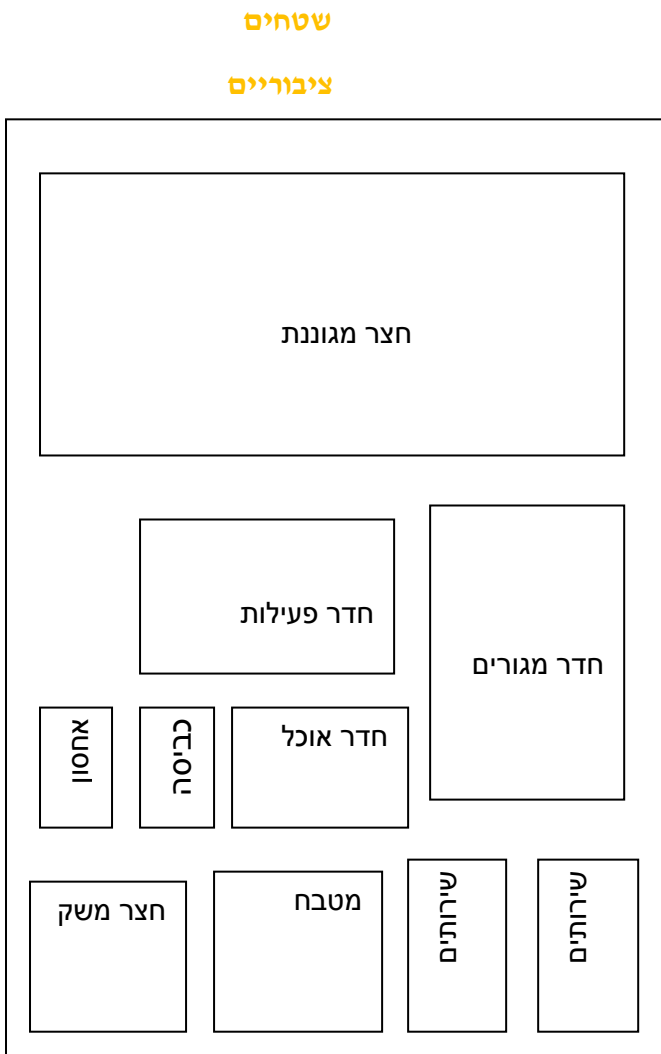 שטחים
ציבוריים
חצר מגוננת
חדר מגורים
חדר פעילות
חדר אוכל
כביסה
אחסון
שירותים
שירותים
מטבח
חצר משק